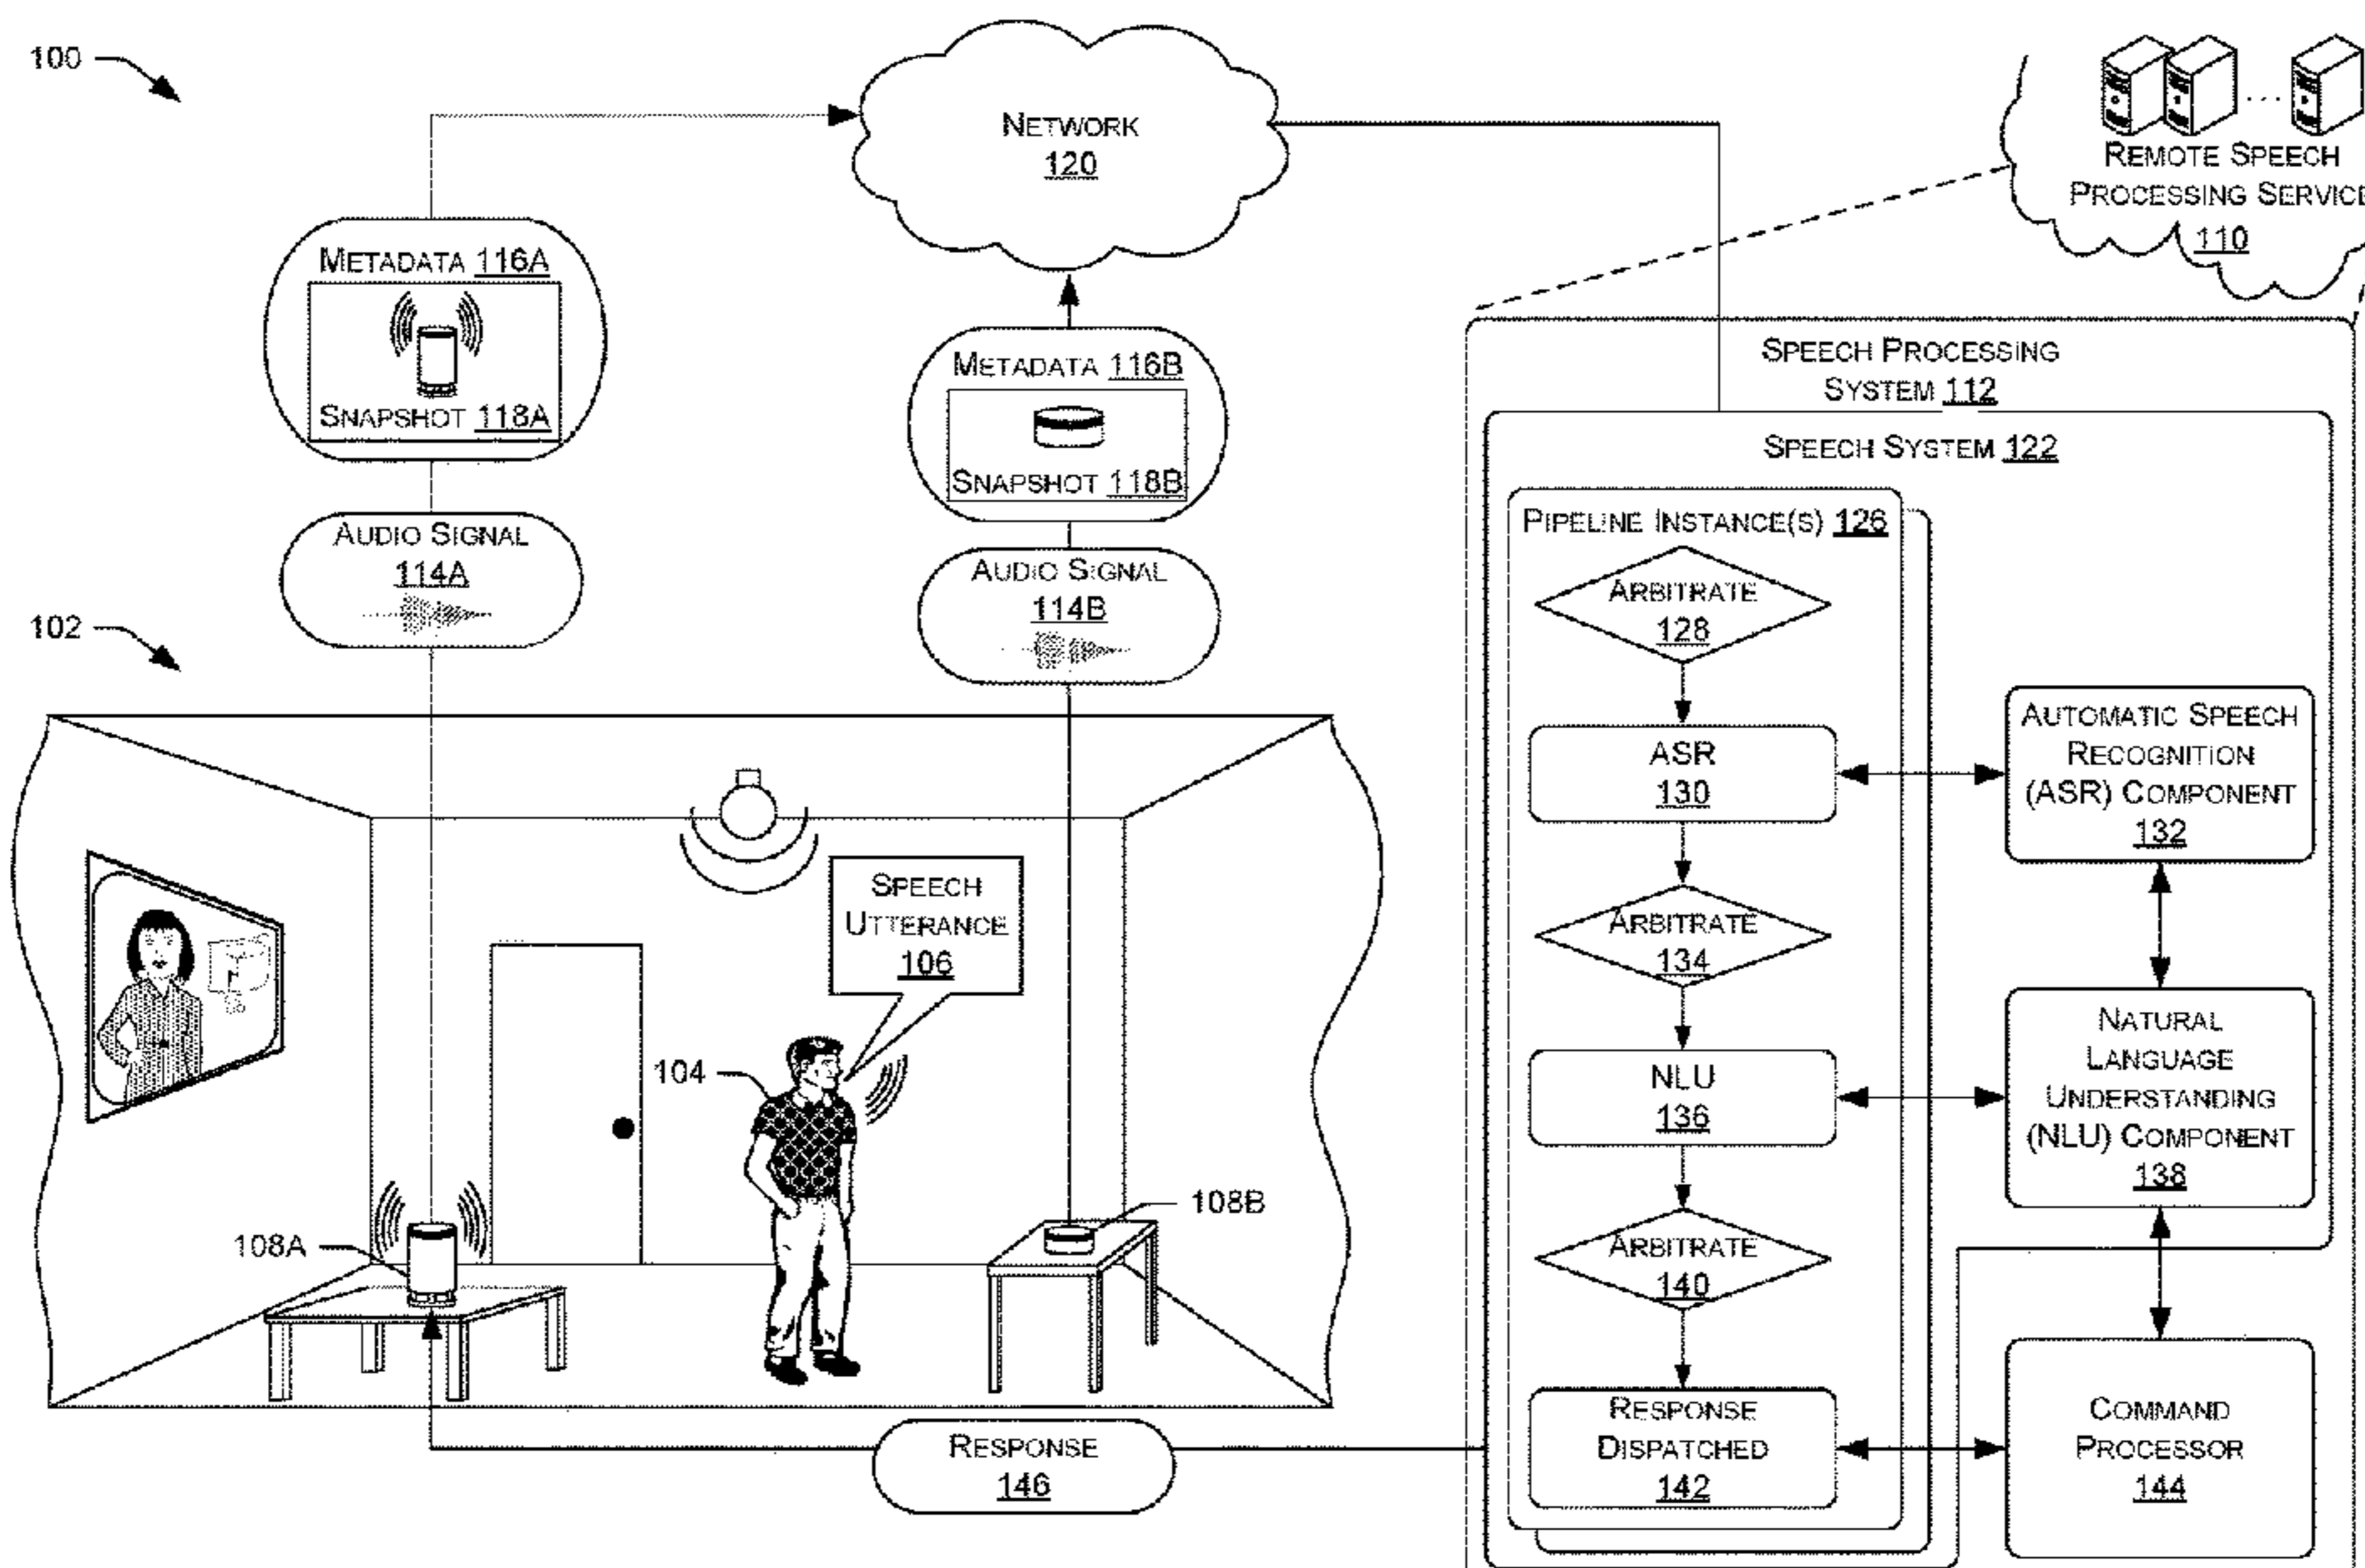 100
NETWORK
120
REMOTE SPEECH
PROCESSING SERVICE
110
METADATA 116A
SNAPSHOT 118A
METADATA 116B
SNAPSHOT 118B
AUDIO SIGNAL
114A
AUDIO SIGNAL
114B
102
SPEECH
UTTERANCE
106
104
108A
108B
RESPONSE
146
SPEECH PROCESSING
SYSTEM 112
SPEECH SYSTEM 122
PIPELINE INSTANCE(S) 126
ARBITRATE
128
ASR
130
ARBITRATE
134
NLU
136
ARBITRATE
140
RESPONSE
DISPATCHED
142
AUTOMATIC SPEECH
RECOGNITION
(ASR) COMPONENT
132
NATURAL
LANGUAGE
UNDERSTANDING
(NLU) COMPONENT
138
COMMAND
PROCESSOR
144